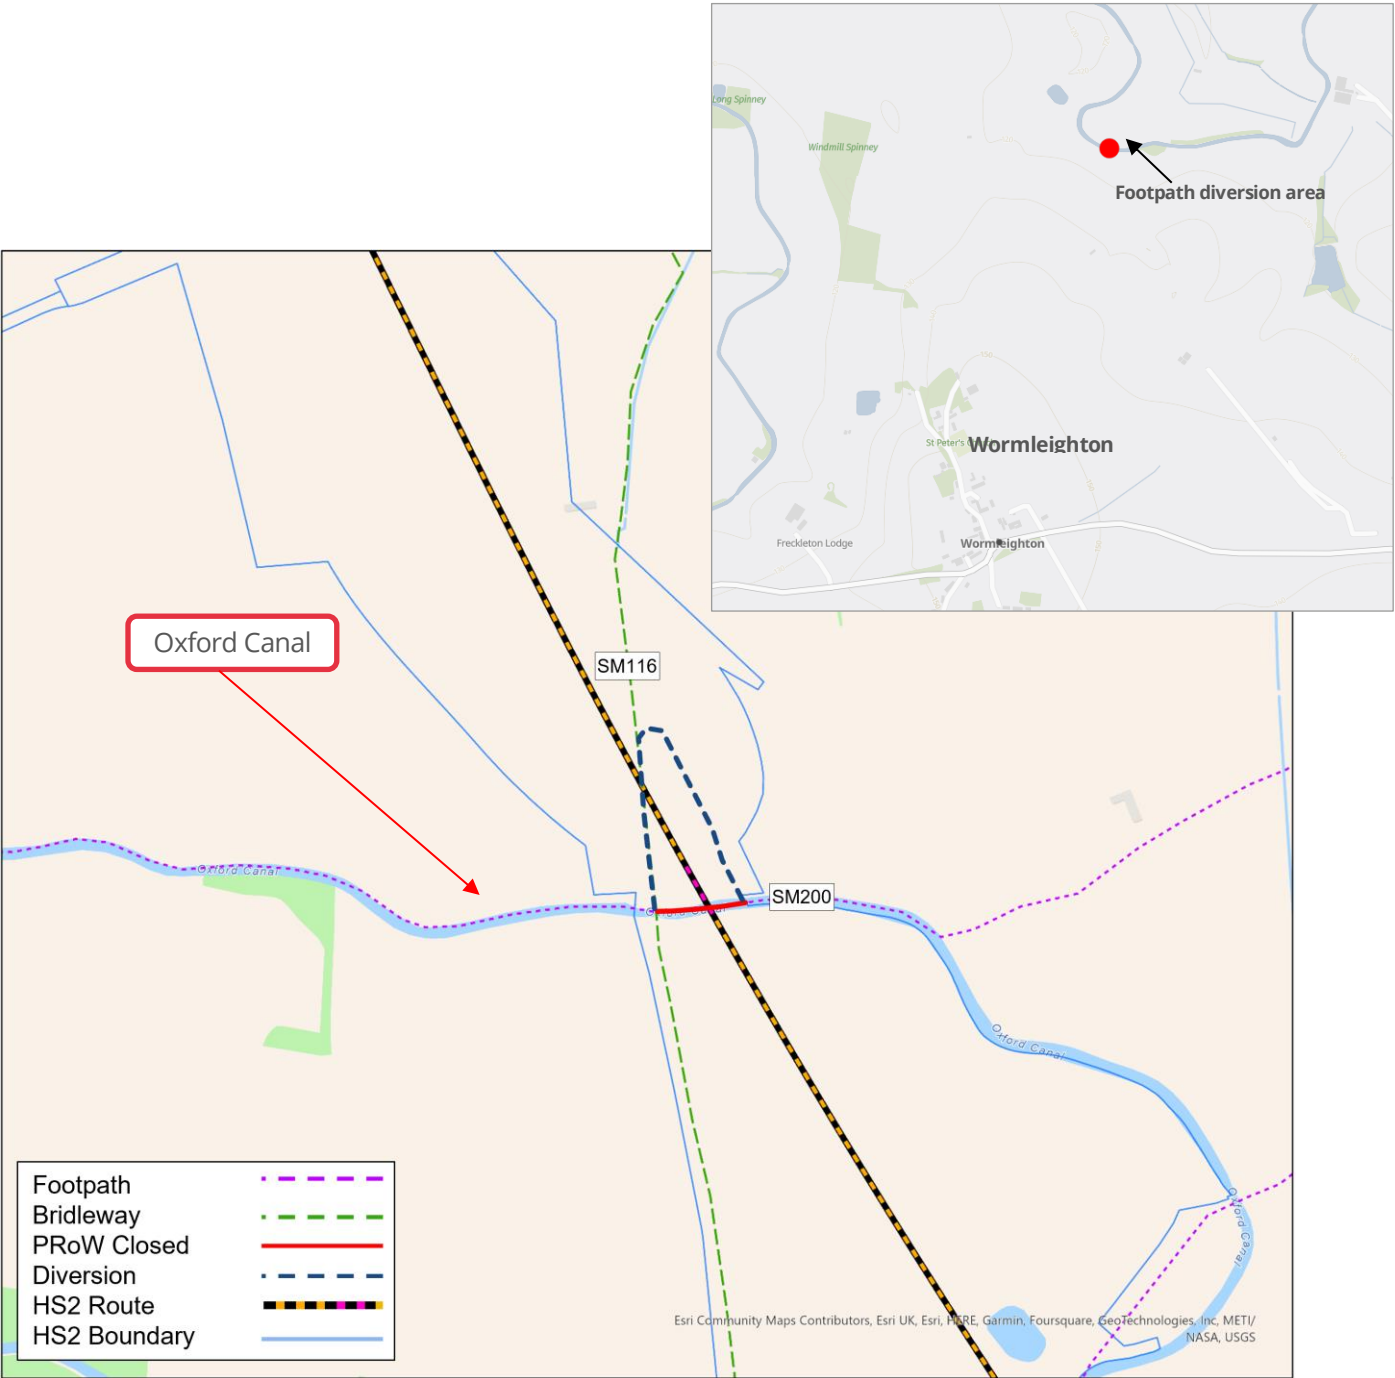 Long Spinney
Windmill Spinney
Footpath diversion area
St Peter's
Wormleighton
Freckleton Lodge
Wormleighton
Oxford Canal
SM116
Oxford Canal
SM200
Oxford Canal
Oxford Canal
Oxford Canal
Footpath
Bridleway
PRoW Closed
Diversion
HS2 Route
HS2 Boundary
Esri Community Maps Contributors, Esri UK, Esri, HERE, Garmin, Foursquare, GeoTechnologies, Inc, METI/
NASA, USGS